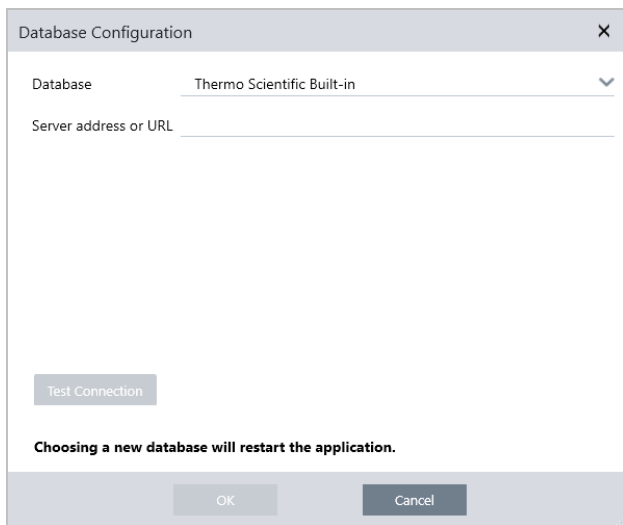 Database Configuration
Database Thermo Scientific Built-in
Server address or URL
Test Connection
Choosing a new database will restart the application.
OK Cancel